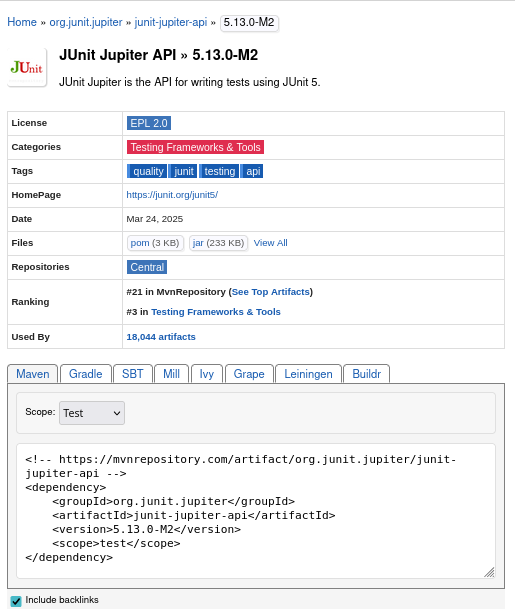 Home » org.junit.jupiter » junit-jupiter-api » 5.13.0-M2
JUnit
JUnit Jupiter API » 5.13.0-M2
JUnit Jupiter is the API for writing tests using JUnit 5.
License EPL 2.0
Categories Testing Frameworks & Tools
Tags quality junit testing api
HomePage https://junit.org/junit5/
Date Mar 24, 2025
Files pom (3 KB) jar (233 KB) View All
Repositories Central
Ranking #21 in MvnRepository (See Top Artifacts)
#3 in Testing Frameworks & Tools
Used By 18,044 artifacts
Maven Gradle SBT Mill Ivy Grape Leiningen Buildr
Scope: Test
<!-- https://mvnrepository.com/artifact/org.junit.jupiter/junit-
jupiter-api -->
<dependency>
    <groupId>org.junit.jupiter</groupId>
    <artifactId>junit-jupiter-api</artifactId>
    <version>5.13.0-M2</version>
    <scope>test</scope>
</dependency>
Include backlinks